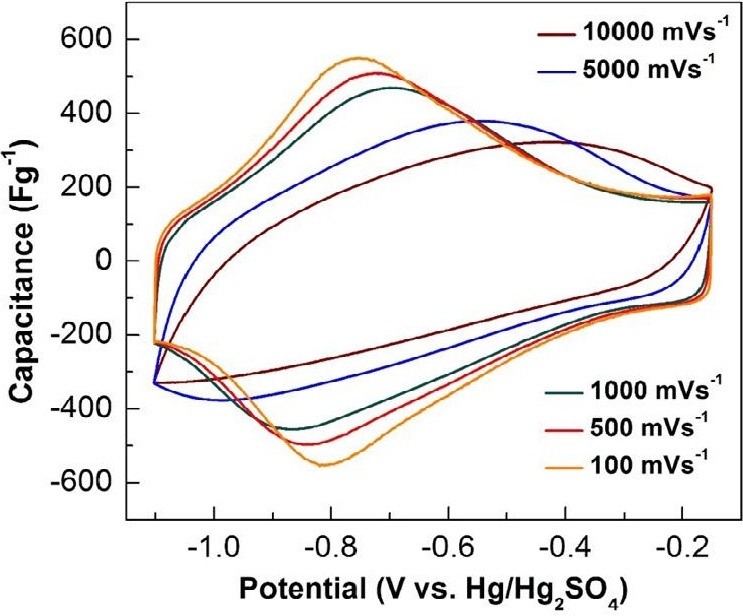 10000 mVs⁻¹
5000 mVs⁻¹
600
400
200
0
-200
-400
-600
Capacitance (Fg⁻¹)
1000 mVs⁻¹
500 mVs⁻¹
100 mVs⁻¹
-1.0 -0.8 -0.6 -0.4 -0.2
Potential (V vs. Hg/Hg₂SO₄)